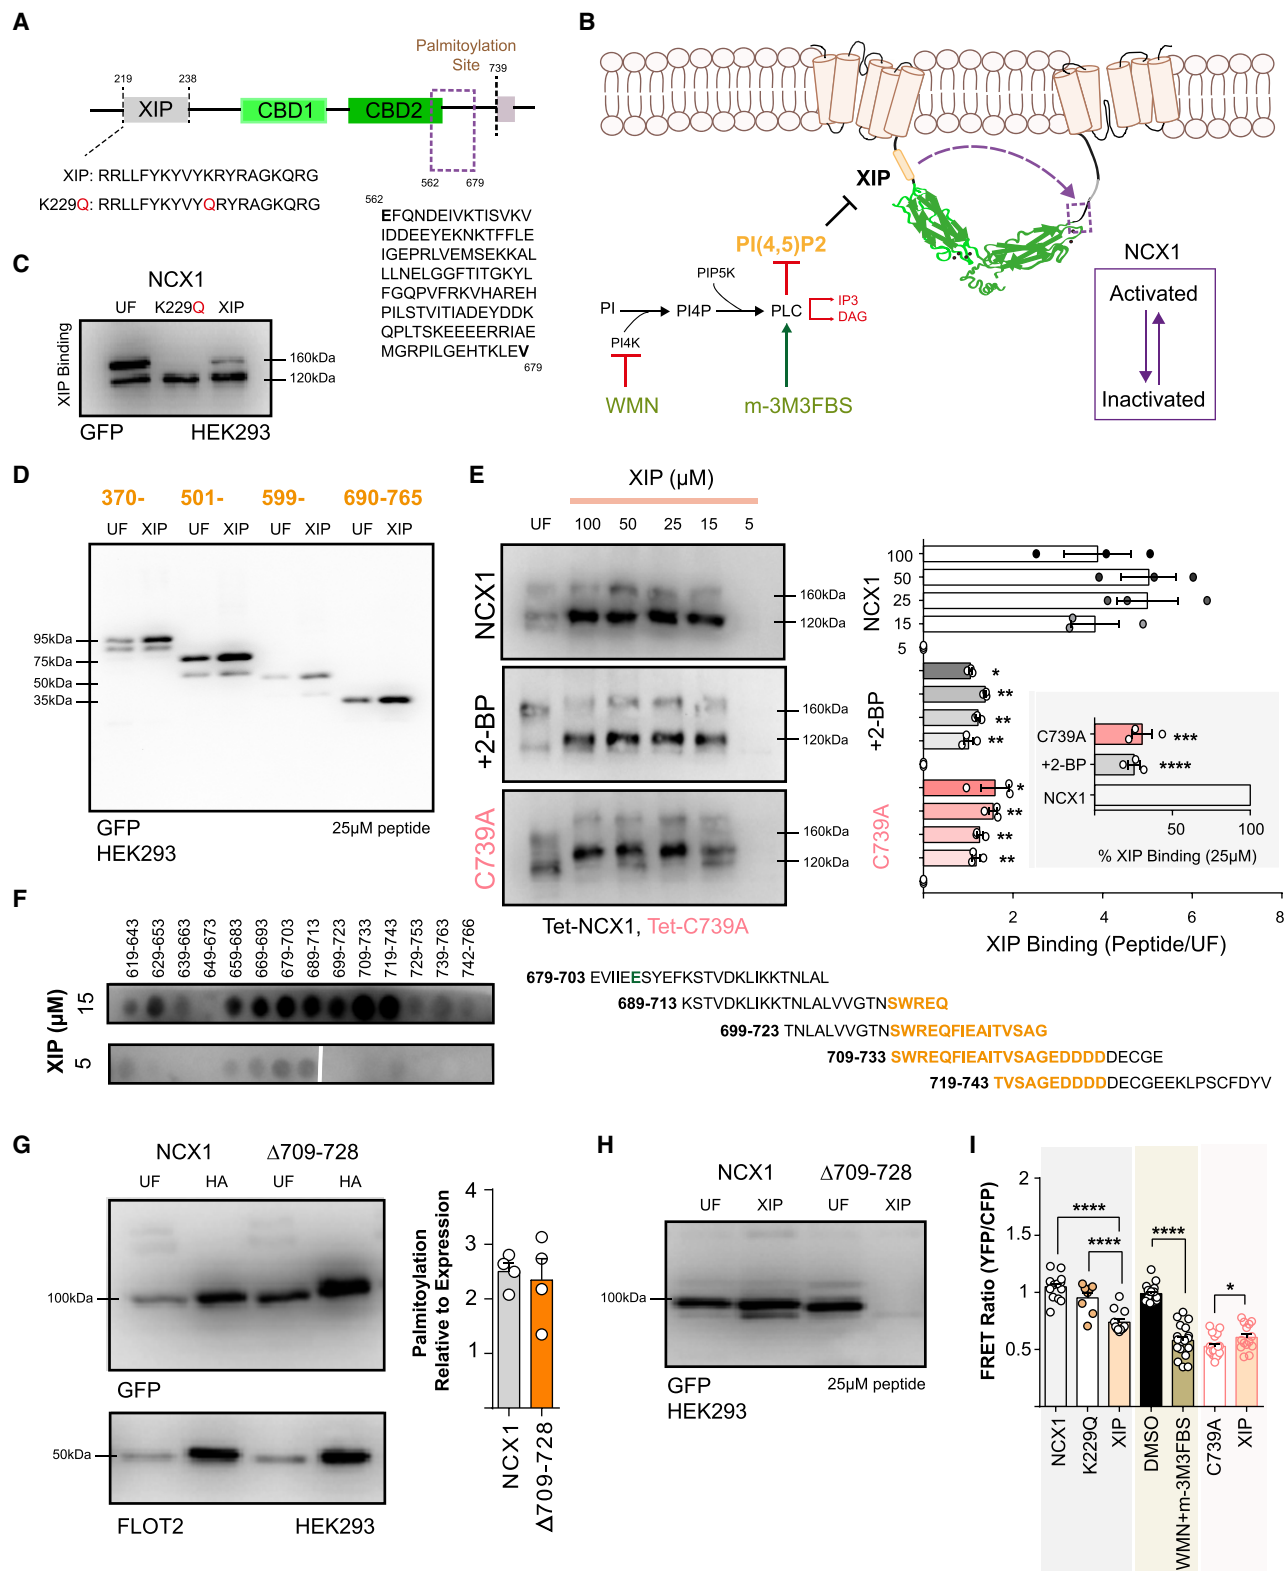 A
Palmitoylation
Site
219
238
739
XIP
CBD1
CBD2
562
679
XIP: RRLLFYKYVYKRYRAGKQRG
K229Q: RRLLFYKYVYQRYRAGKQRG
562
EFQNDEIVKTISVKV
IDDEEYEKNKTFFLE
IGEPRLVEMSEKKAL
LLNELGGFTITGKYL
FGQPVFRKVHAREH
PILSTVITIADEYDDK
QPLTSKEEEERRIAE
MGRPILGEHTKLEV
679
B
XIP
PI(4,5)P2
PIP5K
PI
PI4P
PLC
IP3
DAG
PI4K
WMN
m-3M3FBS
NCX1
Activated
Inactivated
C
NCX1
UF K229Q XIP
XIP Binding
160kDa
120kDa
GFP HEK293
D
370- 501- 599- 690-765
UF XIP UF XIP UF XIP UF XIP
95kDa
75kDa
50kDa
35kDa
GFP
HEK293
25µM peptide
E
XIP (µM)
UF 100 50 25 15 5
NCX1
160kDa
120kDa
+2-BP
160kDa
120kDa
C739A
160kDa
120kDa
Tet-NCX1, Tet-C739A
NCX1
100
50
25
15
5
+2-BP
*
**
**
**
C739A
*
**
**
**
2 4 6 8
XIP Binding (Peptide/UF)
C739A
***
+2-BP
****
NCX1
50 100
% XIP Binding (25µM)
F
619-643
629-653
639-663
649-673
659-683
669-693
679-703
689-713
699-723
709-733
719-743
729-753
739-763
742-766
XIP (µM)
15
5
679-703 EVIIEESYEFKSTVDKLIKKTNLAL
689-713 KSTVDKLIKKTNLALVVGTNSWREQ
699-723 TNLALVVGTNSWREQFIEAITVSAG
709-733 SWREQFIEAITVSAGEDDDDDECGE
719-743 TVSAGEDDDDDECGEEKLPSCFDYV
G
NCX1 Δ709-728
UF HA UF HA
100kDa
GFP
50kDa
FLOT2 HEK293
Palmitoylation
Relative to Expression
4
3
2
1
NCX1
Δ709-728
H
NCX1 Δ709-728
UF XIP UF XIP
100kDa
GFP
HEK293
25µM peptide
I
FRET Ratio (YFP/CFP)
2
1.5
1
0.5
****
****
****
*
NCX1
K229Q
XIP
DMSO
WMN+m-3M3FBS
C739A
XIP